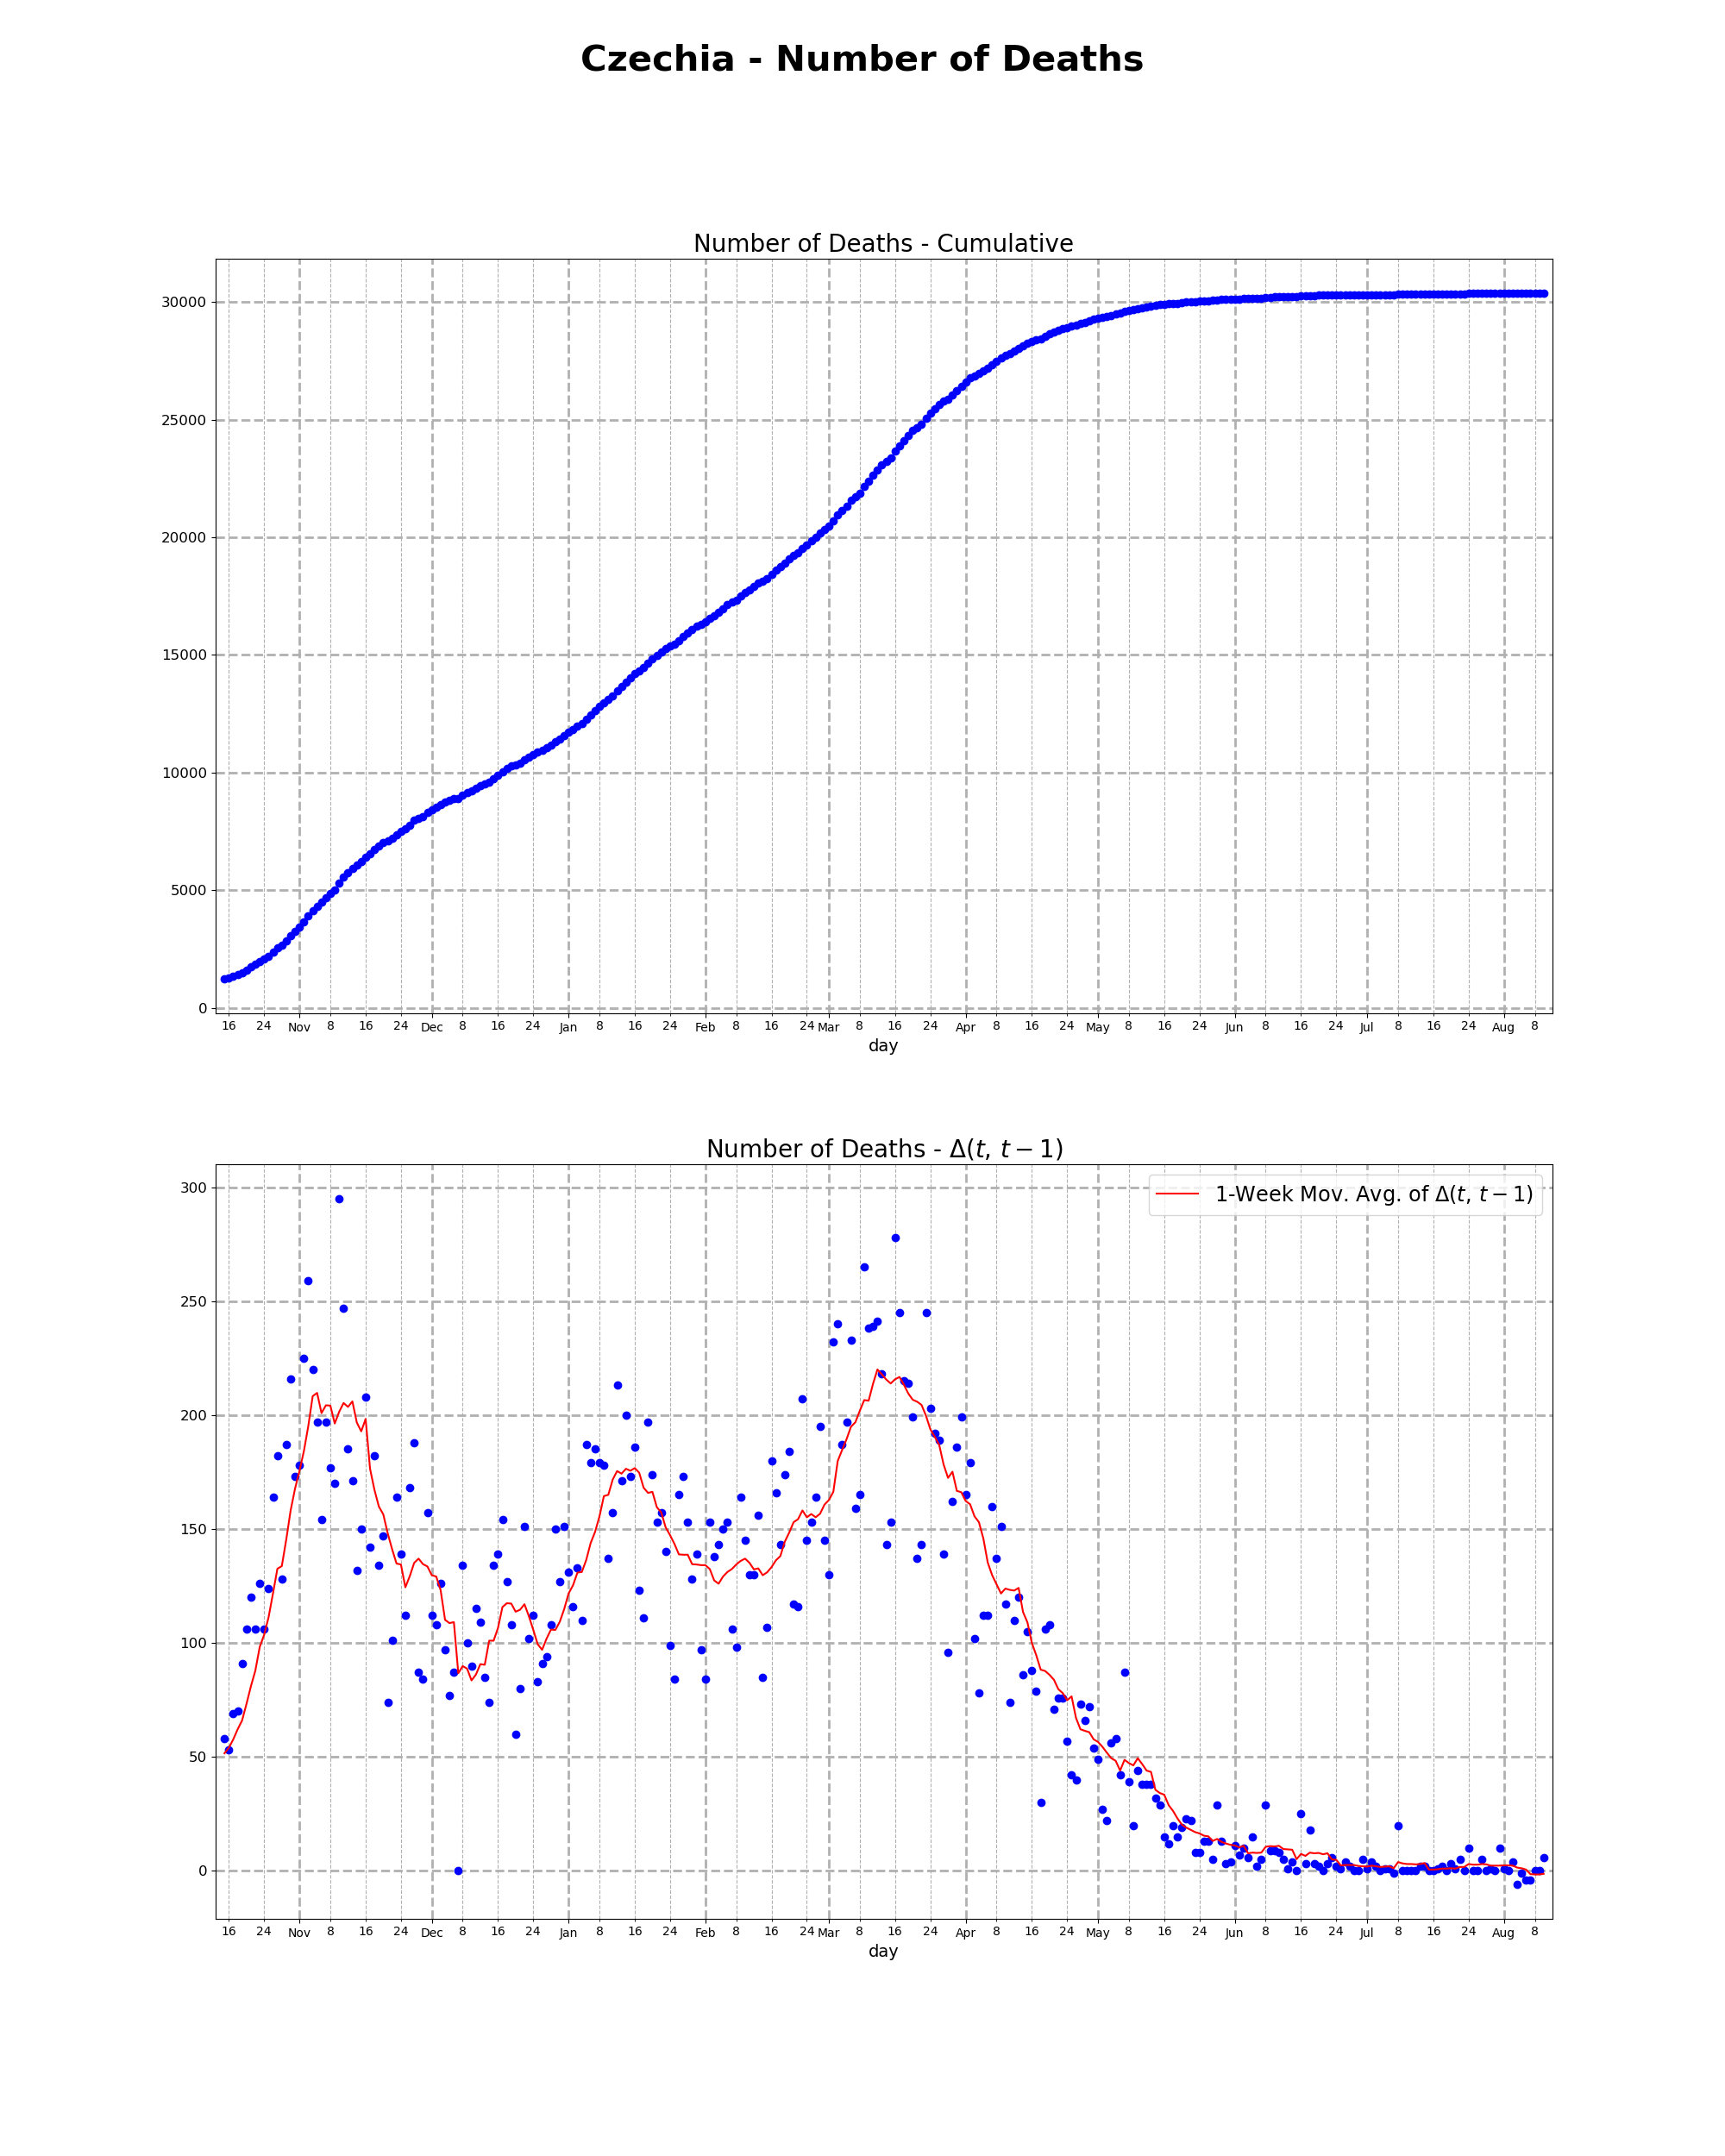 Czechia - Number of Deaths
Number of Deaths - Cumulative
30000
25000
20000
15000
10000
5000
0
16 24 Nov 8 16 24 Dec 8 16 24 Jan 8 16 24 Feb 8 16 24 Mar 8 16 24 Apr 8 16 24 May 8 16 24 Jun 8 16 24 Jul 8 16 24 Aug 8
day
Number of Deaths - Δ(t, t − 1)
1-Week Mov. Avg. of Δ(t, t − 1)
300
250
200
150
100
50
0
16 24 Nov 8 16 24 Dec 8 16 24 Jan 8 16 24 Feb 8 16 24 Mar 8 16 24 Apr 8 16 24 May 8 16 24 Jun 8 16 24 Jul 8 16 24 Aug 8
day